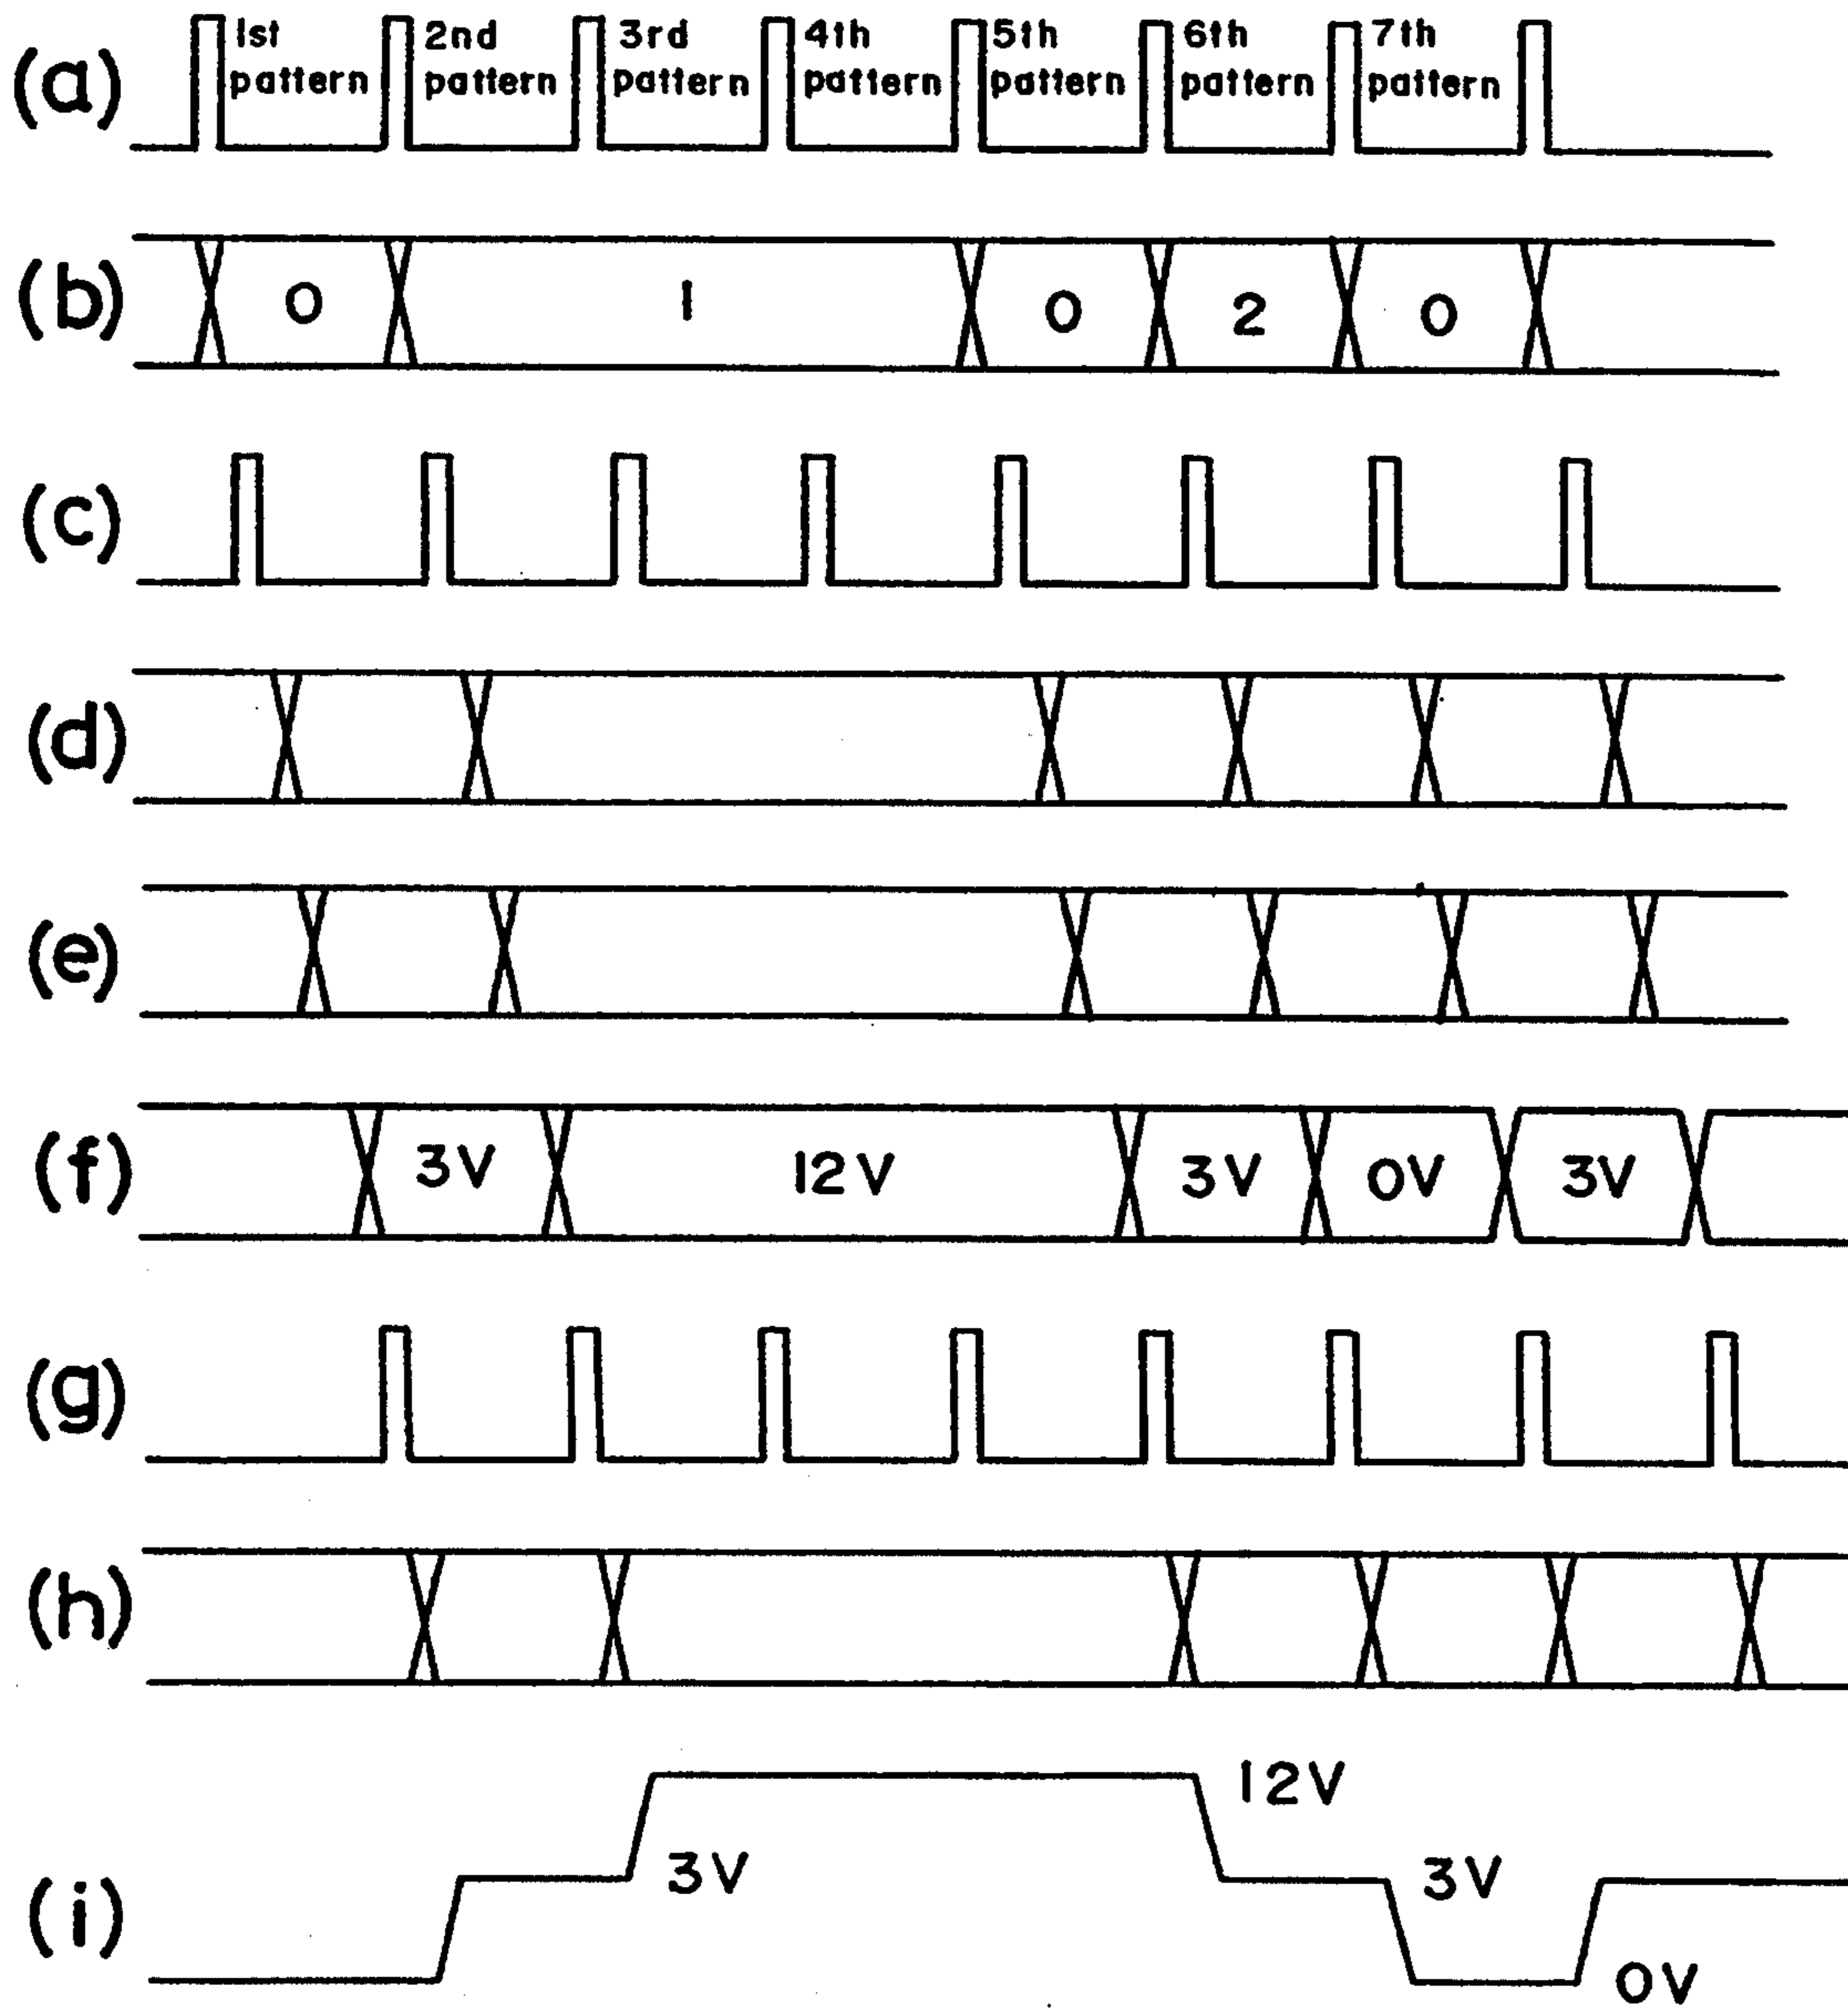 (a)
1st pattern
2nd pattern
3rd pattern
4th pattern
5th pattern
6th pattern
7th pattern
(b)
0
1
0
2
0
(c)
(d)
(e)
(f)
3V
12V
3V
0V
3V
(g)
(h)
(i)
12V
3V
3V
0V